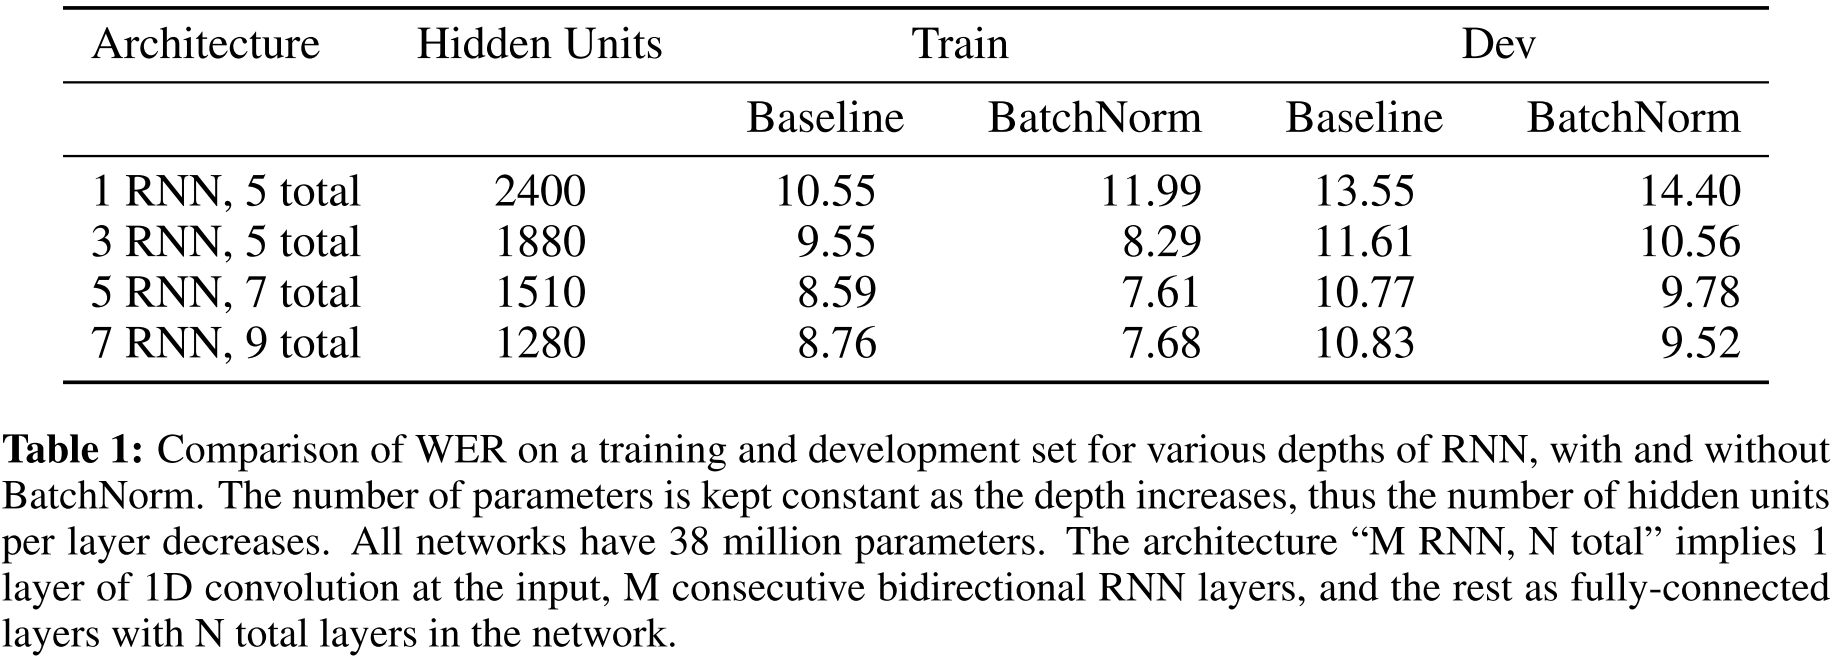 Architecture Hidden Units Train Dev
Baseline BatchNorm Baseline BatchNorm
1 RNN, 5 total 2400 10.55 11.99 13.55 14.40
3 RNN, 5 total 1880 9.55 8.29 11.61 10.56
5 RNN, 7 total 1510 8.59 7.61 10.77 9.78
7 RNN, 9 total 1280 8.76 7.68 10.83 9.52
Table 1: Comparison of WER on a training and development set for various depths of RNN, with and without
BatchNorm. The number of parameters is kept constant as the depth increases, thus the number of hidden units
per layer decreases. All networks have 38 million parameters. The architecture “M RNN, N total” implies 1
layer of 1D convolution at the input, M consecutive bidirectional RNN layers, and the rest as fully-connected
layers with N total layers in the network.